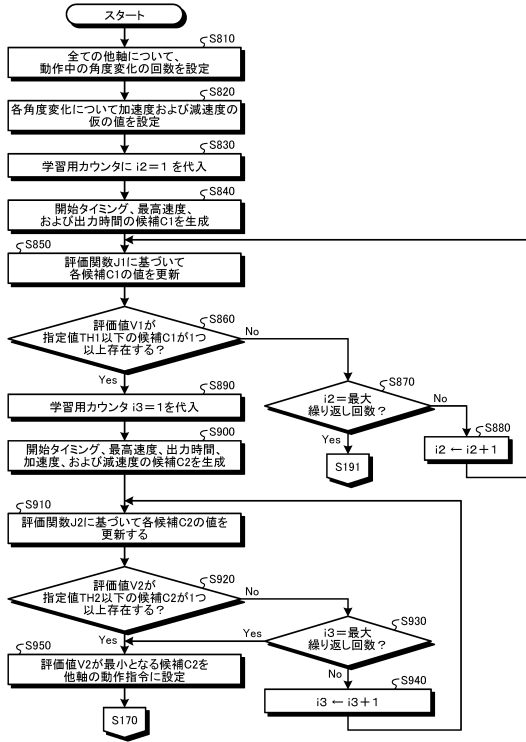 スタート
S810
全ての他軸について、
動作中の角度変化の回数を設定
S820
各角度変化について加速度および減速度の
仮の値を設定
S830
学習用カウンタに i2=1 を代入
S840
開始タイミング、最高速度、
および出力時間の候補C1を生成
S850
評価関数J1に基づいて
各候補C1の値を更新
S860
評価値V1が
指定値TH1以下の候補C1が1つ
以上存在する?
No
Yes
S870
i2=最大
繰り返し回数?
No
Yes
S880
i2 ← i2+1
S191
S890
学習用カウンタ i3=1を代入
S900
開始タイミング、最高速度、出力時間、
加速度、および減速度の候補C2を生成
S910
評価関数J2に基づいて各候補C2の値を
更新する
S920
評価値V2が
指定値TH2以下の候補C2が1つ
以上存在する?
No
Yes
S930
i3=最大
繰り返し回数?
Yes
No
S940
i3 ← i3+1
S950
評価値V2が最小となる候補C2を
他軸の動作指令に設定
S170